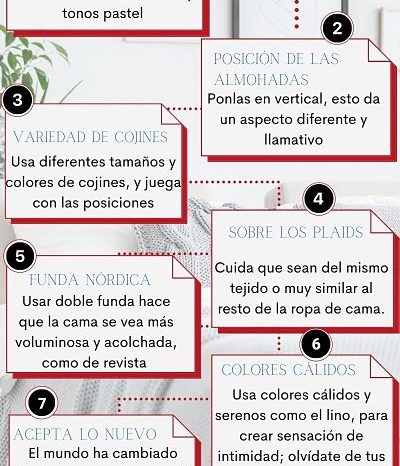 tonos pastel
2
POSICIÓN DE LAS
ALMOHADAS
Ponlas en vertical, esto da
un aspecto diferente y
llamativo
3
VARIEDAD DE COJINES
Usa diferentes tamaños y
colores de cojines, y juega
con las posiciones
4
SOBRE LOS PLAIDS
Cuida que sean del mismo
tejido o muy similar al
resto de la ropa de cama.
5
FUNDA NÓRDICA
Usar doble funda hace
que la cama se vea más
voluminosa y acolchada,
como de revista
6
COLORES CÁLIDOS
Usa colores cálidos y
serenos como el lino, para
crear sensación de
intimidad; olvídate de tus
7
ACEPTA LO NUEVO
El mundo ha cambiado